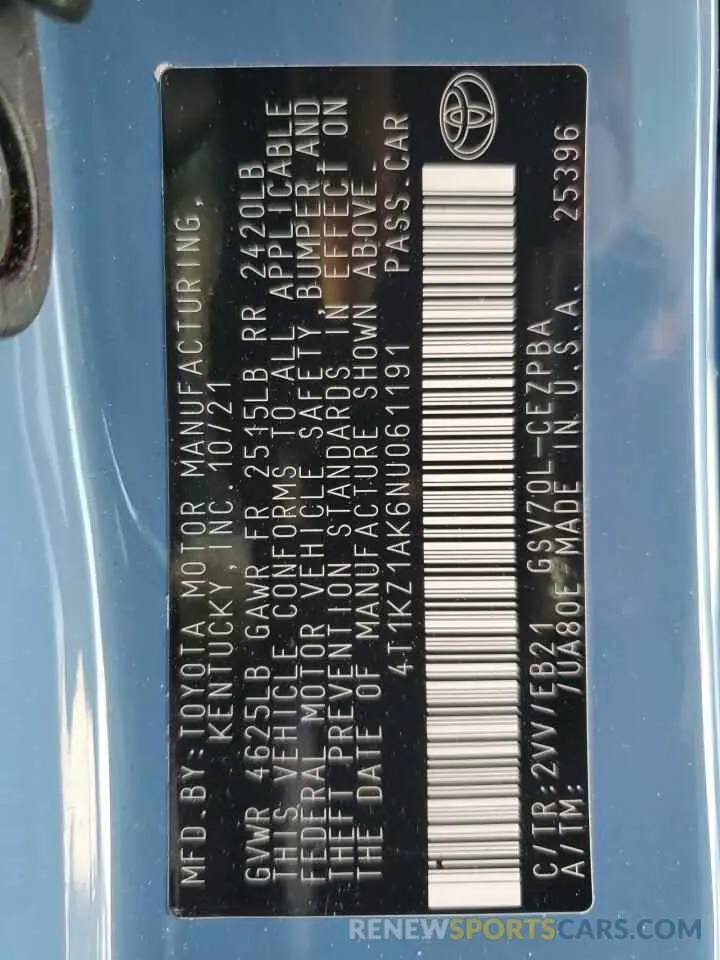 MFD.BY:TOYOTA MOTOR MANUFACTURING,
KENTUCKY,INC.10/21
GVWR 4625LB GAWR FR 2515LB RR 2420LB
THIS VEHICLE CONFORMS TO ALL APPLICABLE
FEDERAL MOTOR VEHICLE SAFETY, BUMPER AND
THEFT PREVENTION STANDARDS IN EFFECT ON
THE DATE OF MANUFACTURE SHOWN ABOVE.
4T1KZ1AK6NU061191 PASS.CAR
C/TR:2VV/EB21 GSV70L-CEZPBA
A/TM: /UA80E MADE IN U.S.A. 25396
RENEWSPORTSCARS.COM